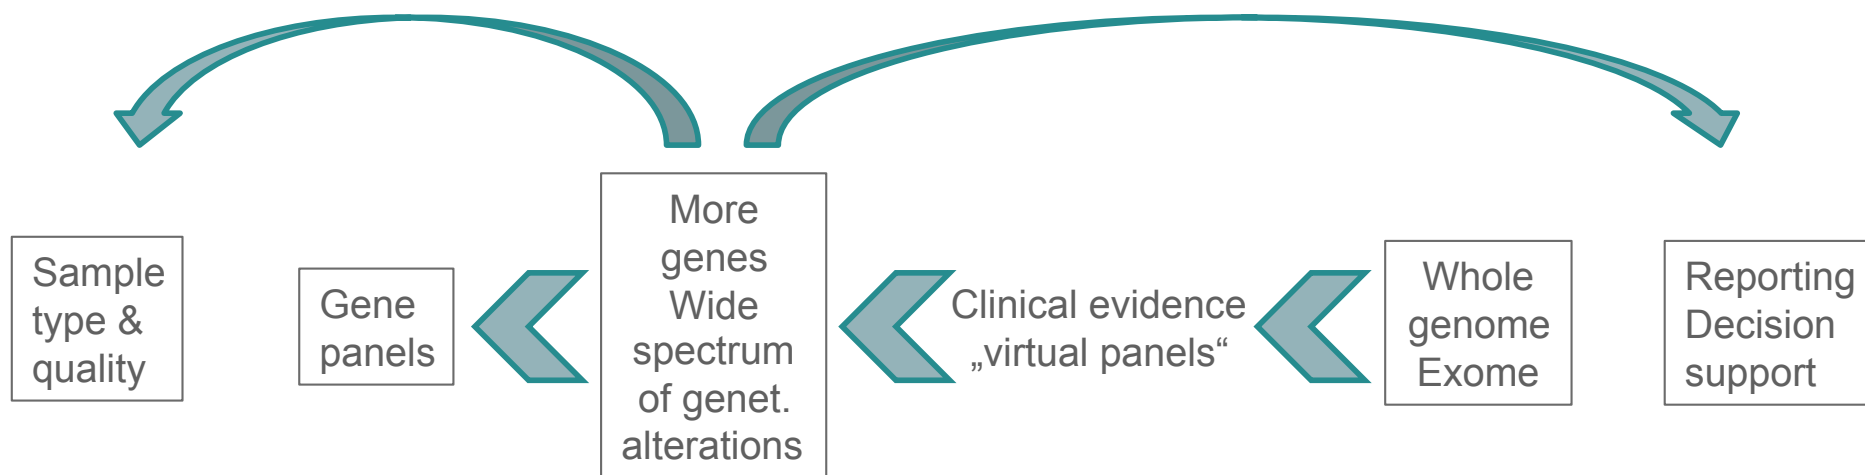 Sample
type &
quality
Gene
panels
More
genes
Wide
spectrum
of genet.
alterations
Clinical evidence
„virtual panels“
Whole
genome
Exome
Reporting
Decision
support